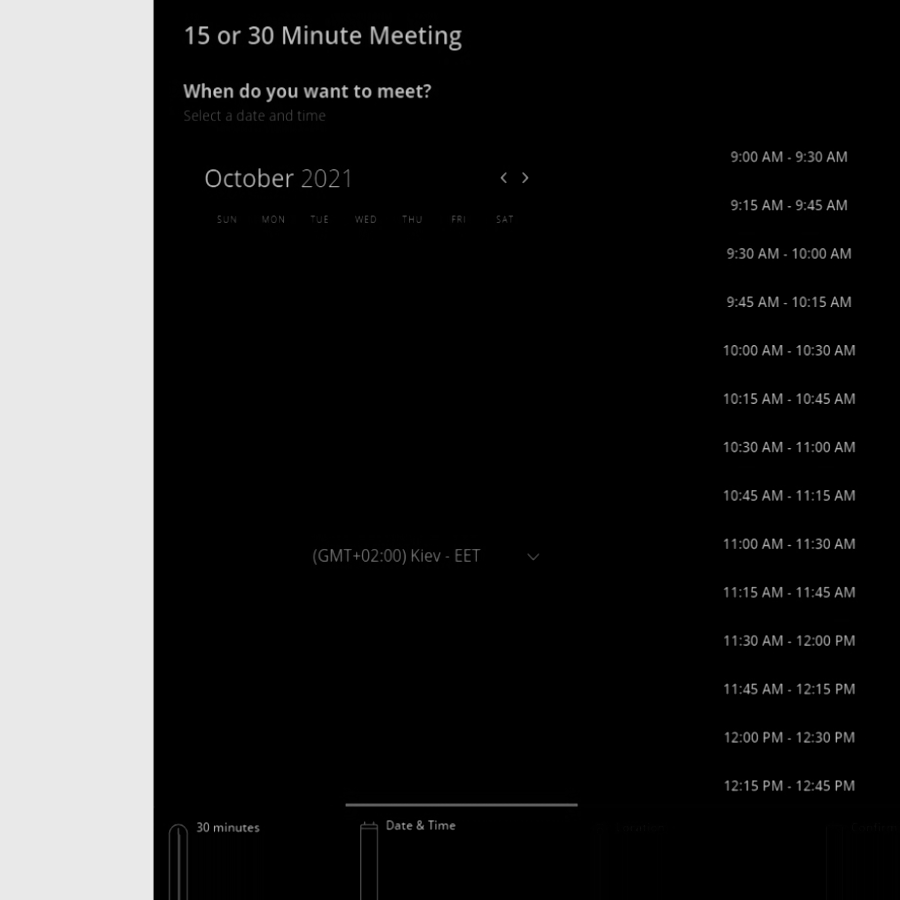 15 or 30 Minute Meeting
When do you want to meet?
Select a date and time
October 2021
SUN MON TUE WED THU FRI SAT
(GMT+02:00) Kiev - EET
9:00 AM - 9:30 AM
9:15 AM - 9:45 AM
9:30 AM - 10:00 AM
9:45 AM - 10:15 AM
10:00 AM - 10:30 AM
10:15 AM - 10:45 AM
10:30 AM - 11:00 AM
10:45 AM - 11:15 AM
11:00 AM - 11:30 AM
11:15 AM - 11:45 AM
11:30 AM - 12:00 PM
11:45 AM - 12:15 PM
12:00 PM - 12:30 PM
12:15 PM - 12:45 PM
30 minutes
Date & Time
Location